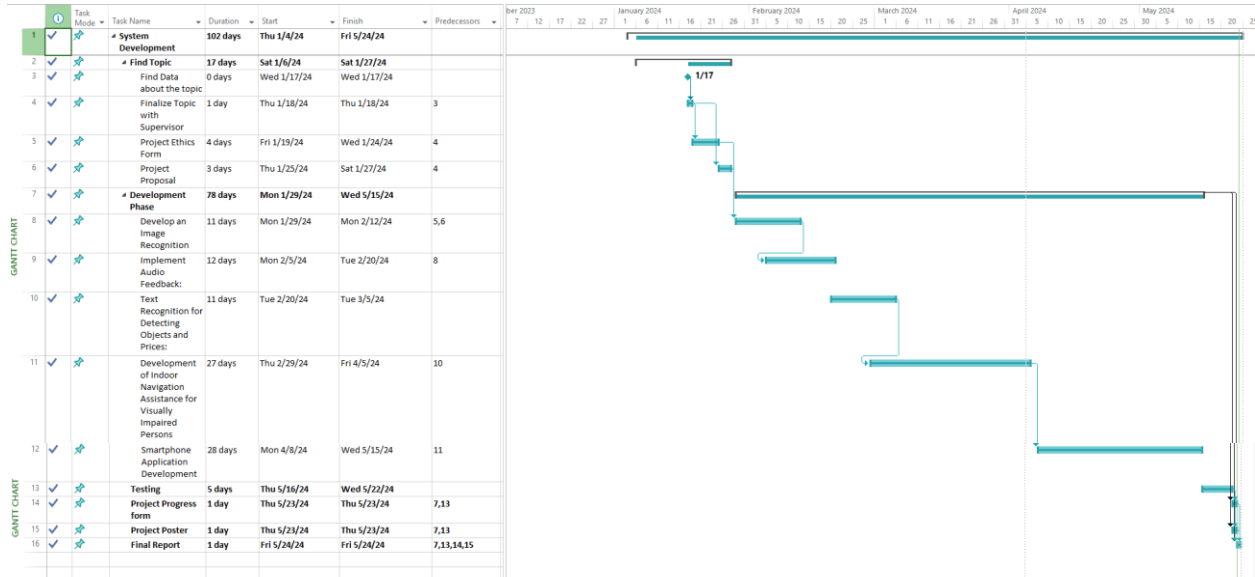 Task Mode Task Name Duration Start Finish Predecessors
ber 2023 January 2024 February 2024 March 2024 April 2024 May 2024
7 12 17 22 27 1 6 11 16 21 26 31 5 10 15 20 25 1 6 11 16 21 26 31 5 10 15 20 25 30 5 10 15 20 25
1 System Development 102 days Thu 1/4/24 Fri 5/24/24
2 Find Topic 17 days Sat 1/6/24 Sat 1/27/24
3 Find Data about the topic 0 days Wed 1/17/24 Wed 1/17/24 1/17
4 Finalize Topic with Supervisor 1 day Thu 1/18/24 Thu 1/18/24 3
5 Project Ethics Form 4 days Fri 1/19/24 Wed 1/24/24 4
6 Project Proposal 3 days Thu 1/25/24 Sat 1/27/24 4
7 Development Phase 78 days Mon 1/29/24 Wed 5/15/24
8 Develop an Image Recognition 11 days Mon 1/29/24 Mon 2/12/24 5,6
9 Implement Audio Feedback: 12 days Mon 2/5/24 Tue 2/20/24 8
10 Text Recognition for Detecting Objects and Prices: 11 days Tue 2/20/24 Tue 3/5/24
11 Development of Indoor Navigation Assistance for Visually Impaired Persons 27 days Thu 2/29/24 Fri 4/5/24 10
12 Smartphone Application Development 28 days Mon 4/8/24 Wed 5/15/24 11
13 Testing 5 days Thu 5/16/24 Wed 5/22/24
14 Project Progress form 1 day Thu 5/23/24 Thu 5/23/24 7,13
15 Project Poster 1 day Thu 5/23/24 Thu 5/23/24 7,13
16 Final Report 1 day Fri 5/24/24 Fri 5/24/24 7,13,14,15
GANTT CHART
GANTT CHART